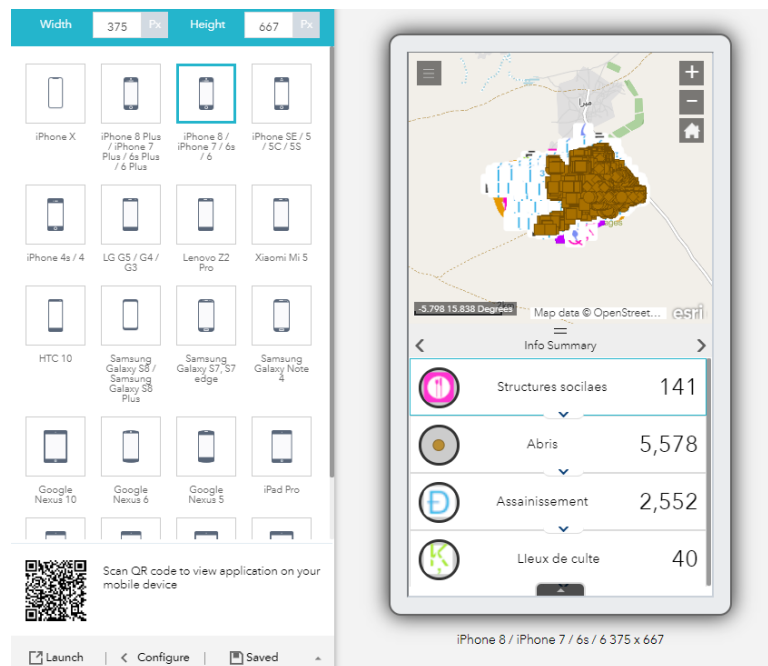 Width 375 Px Height 667 Px
iPhone X
iPhone 8 Plus
/ iPhone 7
Plus / 6s Plus
/ 6 Plus
iPhone 8 /
iPhone 7 / 6s
/ 6
iPhone SE / 5
/ 5C / 5S
iPhone 4s / 4
LG G5 / G4 /
G3
Lenovo Z2
Pro
Xiaomi Mi 5
HTC 10
Samsung
Galaxy S8 /
Samsung
Galaxy S8
Plus
Samsung
Galaxy S7, S7
edge
Samsung
Galaxy Note
4
Google
Nexus 10
Google
Nexus 6
Google
Nexus 5
iPad Pro
Scan QR code to view application on your
mobile device
Launch
Configure
Saved
-5.798 15.838 Degrees
Map data © OpenStreet...
esri
Info Summary
Structures socilaes 141
Abris 5,578
Assainissement 2,552
Lleux de culte 40
iPhone 8 / iPhone 7 / 6s / 6 375 x 667